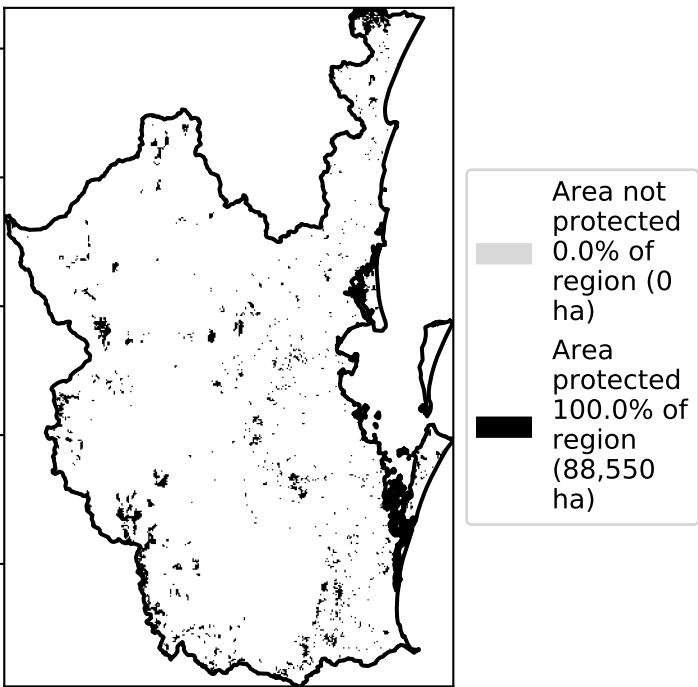 Area not
protected
0.0% of
region (0
ha)
Area
protected
100.0% of
region
(88,550
ha)